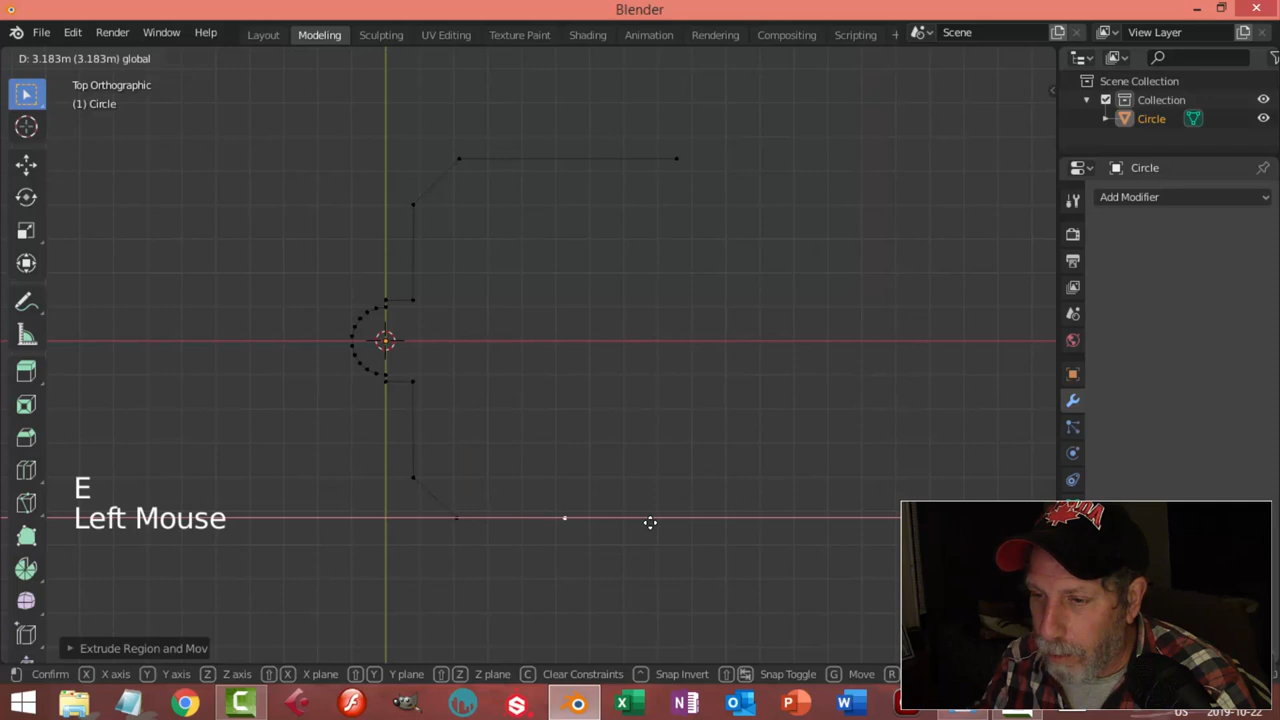 Blender
File Edit Render Window Help Layout Modeling Sculpting UV Editing Texture Paint Shading Animation Rendering Compositing Scripting + Scene View Layer
D: 3.183m (3.183m) global
Top Orthographic
(1) Circle
Scene Collection
Collection
Circle
Circle
Add Modifier
E
Left Mouse
Extrude Region and Mov
Confirm X X axis Y Y axis Z Z axis X X plane Y Y plane Z Z plane C Clear Constraints ^ Snap Invert Snap Toggle G Move R
US 2019-10-22